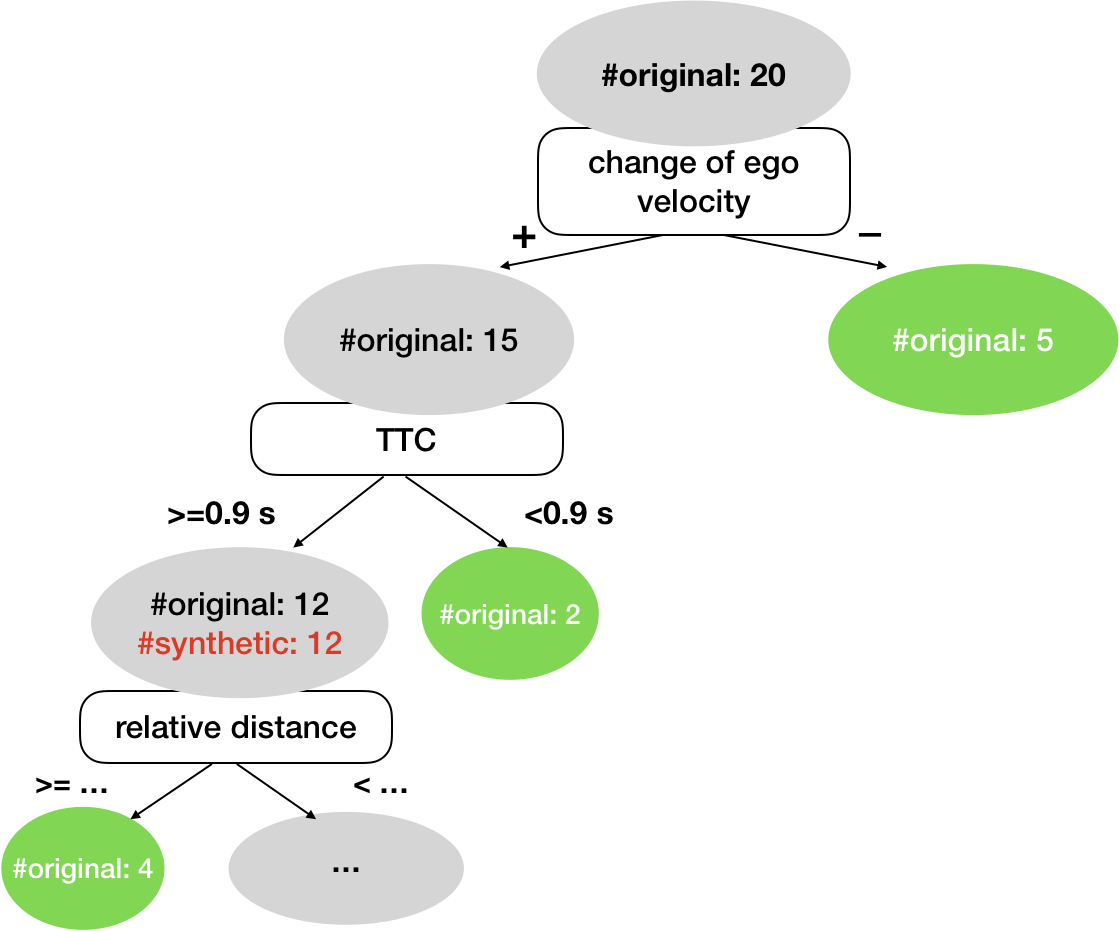 #original: 20
change of ego
velocity
+
−
#original: 15
#original: 5
TTC
>=0.9 s
<0.9 s
#original: 12
#synthetic: 12
#original: 2
relative distance
>= ...
< ...
#original: 4
...